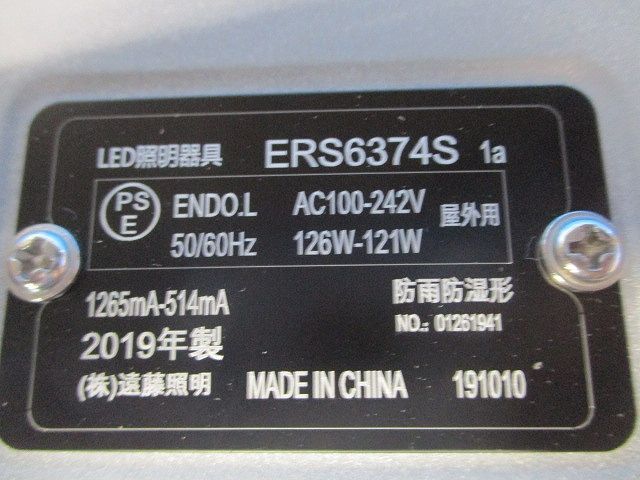 LED照明器具 ERS6374S 1a
PS E ENDO.L AC100-242V 屋外用
50/60Hz 126W-121W
1265mA-514mA 防雨防湿形
2019年製 NO.: 01261941
(株)遠藤照明 MADE IN CHINA 191010